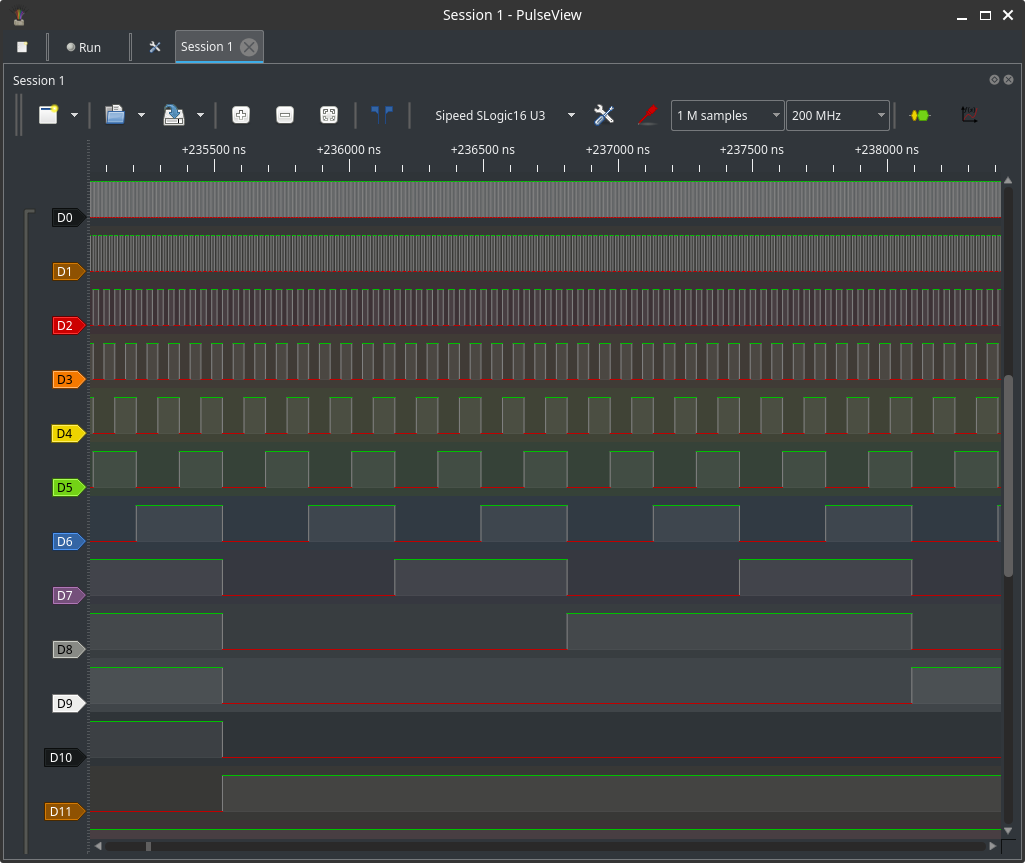 Session 1 - PulseView
Run
Session 1
Session 1
Sipeed SLogic16 U3
1 M samples
200 MHz
+235500 ns
+236000 ns
+236500 ns
+237000 ns
+237500 ns
+238000 ns
D0
D1
D2
D3
D4
D5
D6
D7
D8
D9
D10
D11